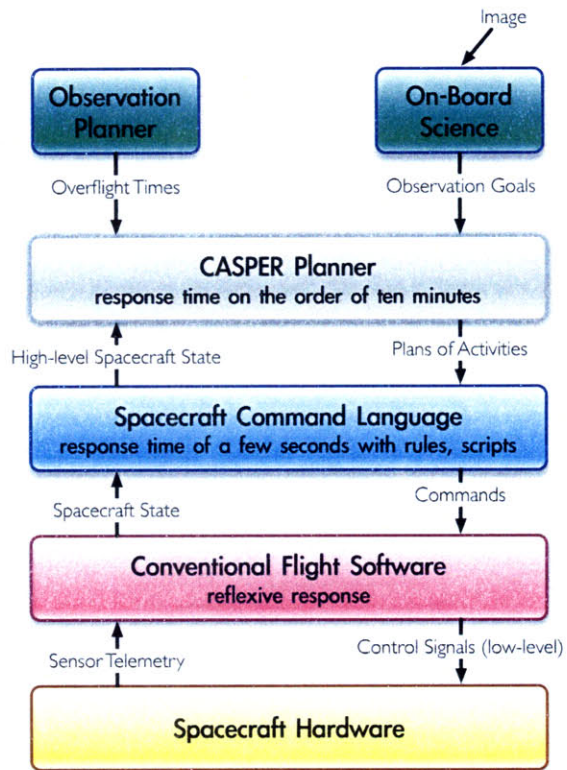 Image
Observation
Planner
On-Board
Science
Overflight Times
Observation Goals
CASPER Planner
response time on the order of ten minutes
High-level Spacecraft State
Plans of Activities
Spacecraft Command Language
response time of a few seconds with rules, scripts
Spacecraft State
Commands
Conventional Flight Software
reflexive response
Sensor Telemetry
Control Signals (low-level)
Spacecraft Hardware